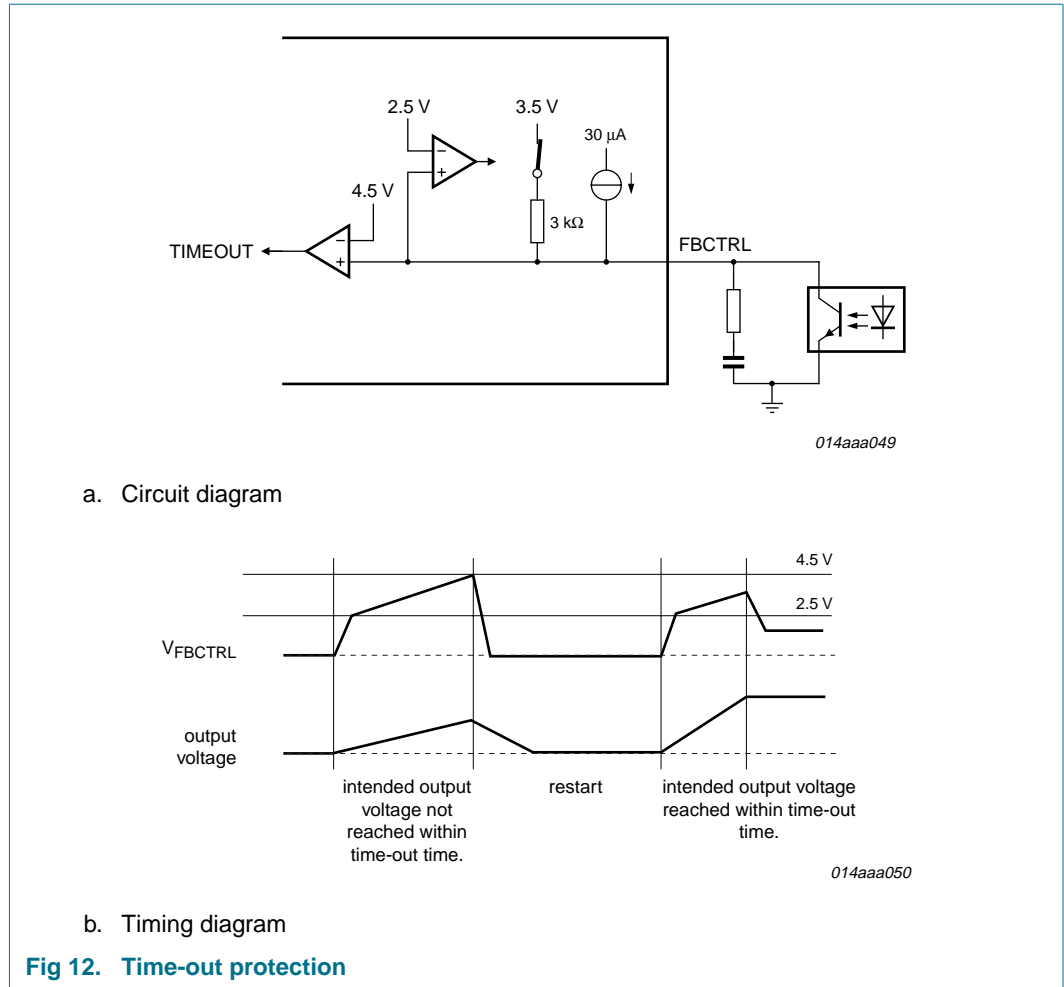 2.5 V
3.5 V
30 μA
−
+
4.5 V
3 kΩ
TIMEOUT
−
+
FBCTRL
014aaa049
a. Circuit diagram
4.5 V
2.5 V
VFBCTRL
output
voltage
intended output
voltage not
reached within
time-out time.
restart
intended output voltage
reached within time-out
time.
014aaa050
b. Timing diagram
Fig 12. Time-out protection